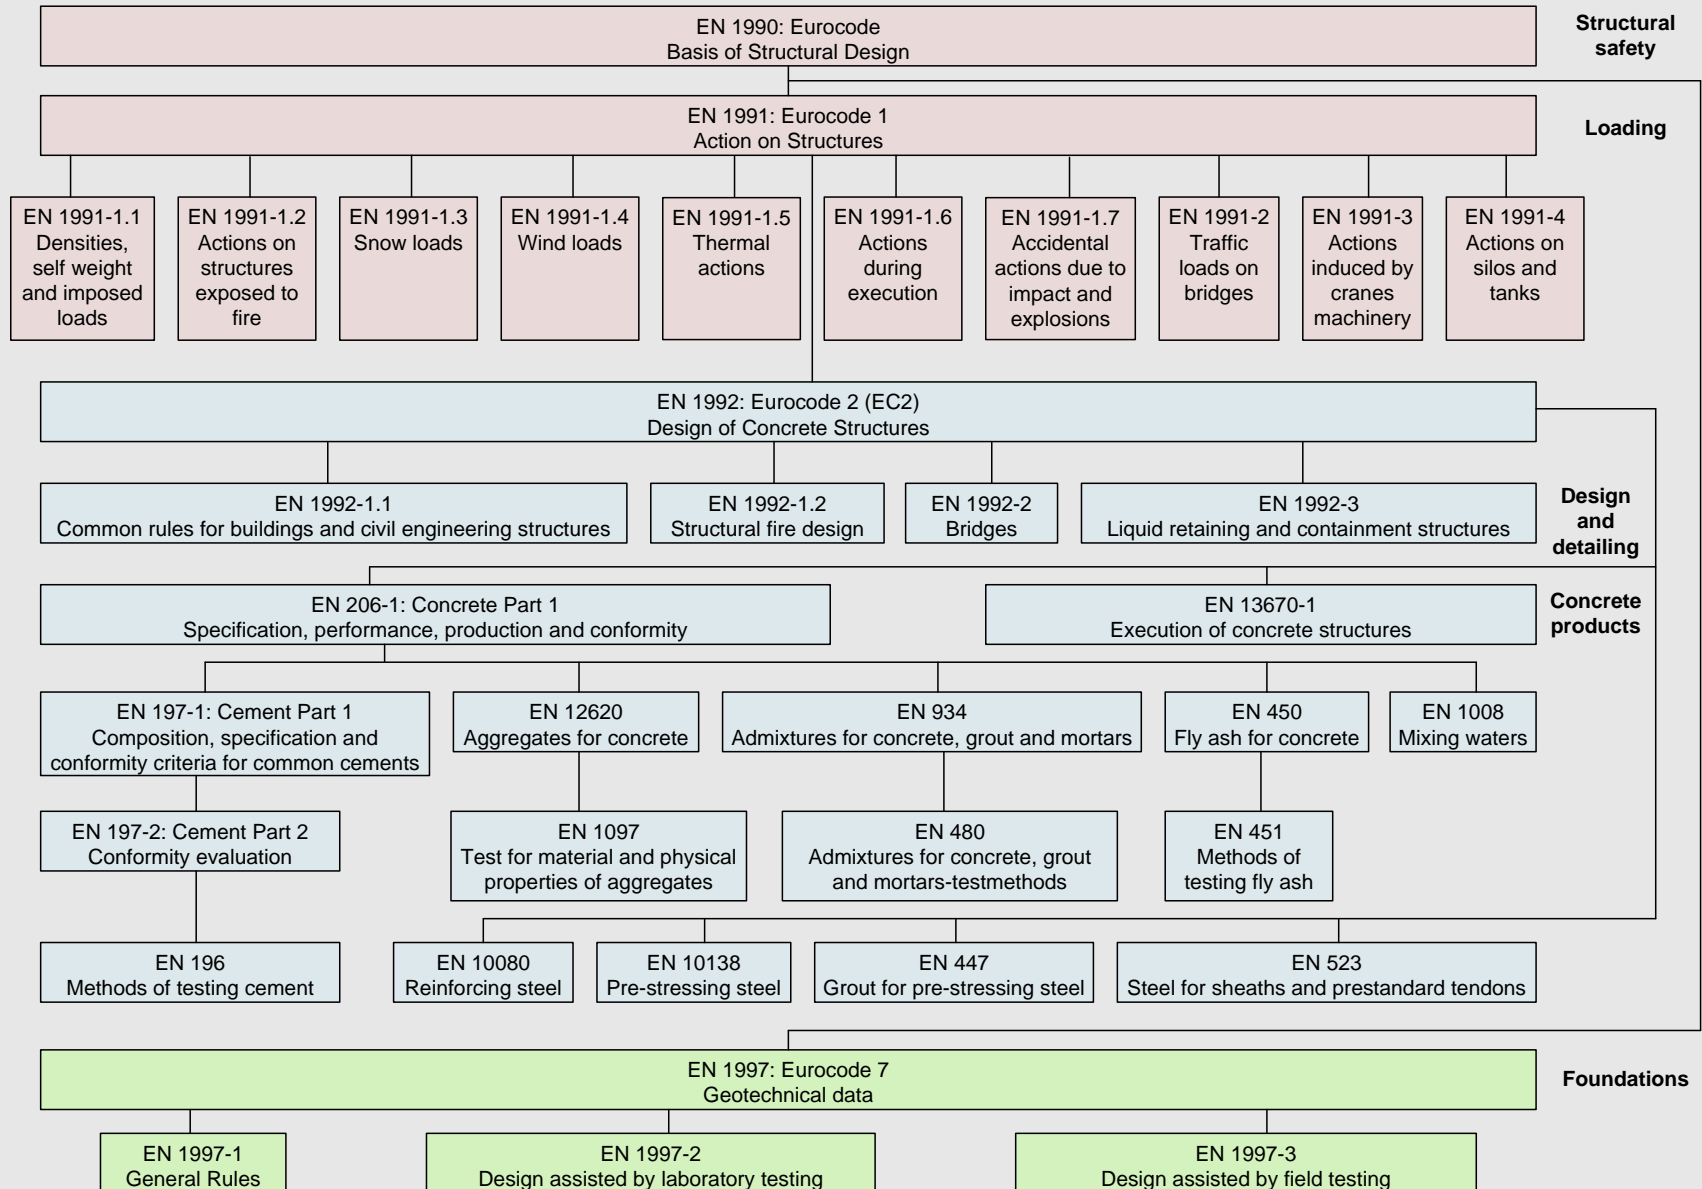 EN 1990: Eurocode
Basis of Structural Design
Structural
safety
EN 1991: Eurocode 1
Action on Structures
Loading
EN 1991-1.1
Densities,
self weight
and imposed
loads
EN 1991-1.2
Actions on
structures
exposed to
fire
EN 1991-1.3
Snow loads
EN 1991-1.4
Wind loads
EN 1991-1.5
Thermal
actions
EN 1991-1.6
Actions
during
execution
EN 1991-1.7
Accidental
actions due to
impact and
explosions
EN 1991-2
Traffic
loads on
bridges
EN 1991-3
Actions
induced by
cranes
machinery
EN 1991-4
Actions on
silos and
tanks
EN 1992: Eurocode 2 (EC2)
Design of Concrete Structures
EN 1992-1.1
Common rules for buildings and civil engineering structures
EN 1992-1.2
Structural fire design
EN 1992-2
Bridges
EN 1992-3
Liquid retaining and containment structures
Design
and
detailing
EN 206-1: Concrete Part 1
Specification, performance, production and conformity
EN 13670-1
Execution of concrete structures
Concrete
products
EN 197-1: Cement Part 1
Composition, specification and
conformity criteria for common cements
EN 12620
Aggregates for concrete
EN 934
Admixtures for concrete, grout and mortars
EN 450
Fly ash for concrete
EN 1008
Mixing waters
EN 197-2: Cement Part 2
Conformity evaluation
EN 1097
Test for material and physical
properties of aggregates
EN 480
Admixtures for concrete, grout
and mortars-testmethods
EN 451
Methods of
testing fly ash
EN 196
Methods of testing cement
EN 10080
Reinforcing steel
EN 10138
Pre-stressing steel
EN 447
Grout for pre-stressing steel
EN 523
Steel for sheaths and prestandard tendons
EN 1997: Eurocode 7
Geotechnical data
Foundations
EN 1997-1
General Rules
EN 1997-2
Design assisted by laboratory testing
EN 1997-3
Design assisted by field testing